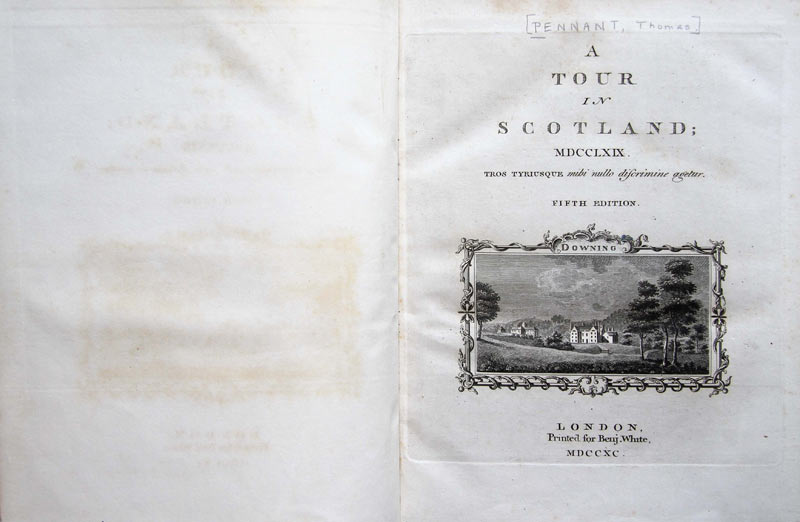 [PENNANT, Thomas]
A
TOUR
IN
SCOTLAND;
MDCCLXIX.
TROS TYRIUSQUE mihi nullo diſcrimine agetur.
FIFTH EDITION.
DOWNING
LONDON,
Printed for Benj. White,
MDCCXC.